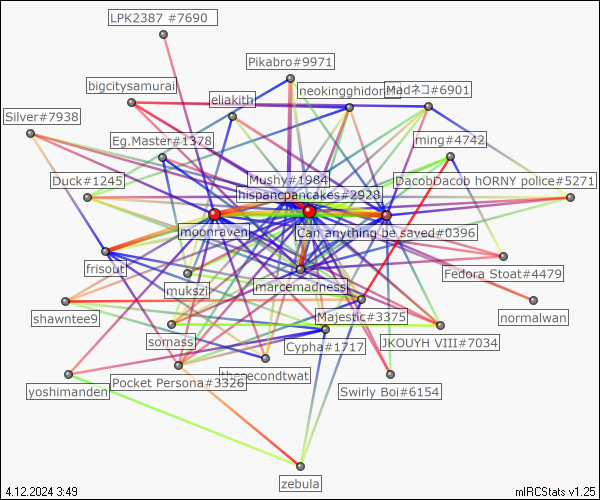 LPK2387 #7690
Pikabro#9971
bigcitysamurai
neokingghidora
Madネコ#6901
eliakith
Silver#7938
Eg.Master#1378
ming#4742
Mushy#1984
Duck#1245
DacobDacob hORNY police#5271
hispancpancakes#2928
moonraven
Can anything be saved#0396
frisout
Fedora Stoat#4479
mukszi
marcemadness
shawntee9
Majestic#3375
normalwan
somass
Cypha#1717
JKOUYH VIII#7034
Pocket Persona#3326
thesecondtwat
yoshimanden
Swirly Boi#6154
zebula
4.12.2024 3:49
mIRCStats v1.25